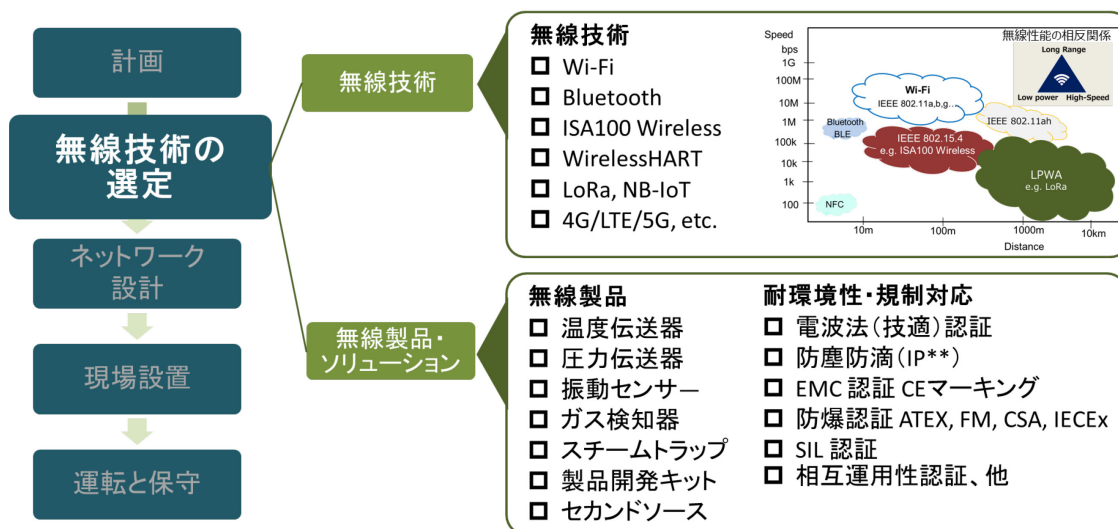 計画
無線技術の
選定
ネットワーク
設計
現場設置
運転と保守
無線技術
無線製品・
ソリューション
無線技術
□ Wi-Fi
□ Bluetooth
□ ISA100 Wireless
□ WirelessHART
□ LoRa, NB-IoT
□ 4G/LTE/5G, etc.
無線性能の相反関係
Long Range
Low power High-Speed
Speed
bps
1G
100M
10M
1M
100k
10k
1k
100
Wi-Fi
IEEE 802.11a,b,g...
Bluetooth
BLE
IEEE 802.11ah
IEEE 802.15.4
e.g. ISA100 Wireless
LPWA
e.g. LoRa
NFC
10m 100m 1000m 10km
Distance
無線製品
□ 温度伝送器
□ 圧力伝送器
□ 振動センサー
□ ガス検知器
□ スチームトラップ
□ 製品開発キット
□ セカンドソース
耐環境性・規制対応
□ 電波法（技適）認証
□ 防塵防滴（IP**）
□ EMC 認証 CEマーキング
□ 防爆認証 ATEX, FM, CSA, IECEx
□ SIL 認証
□ 相互運用性認証、他